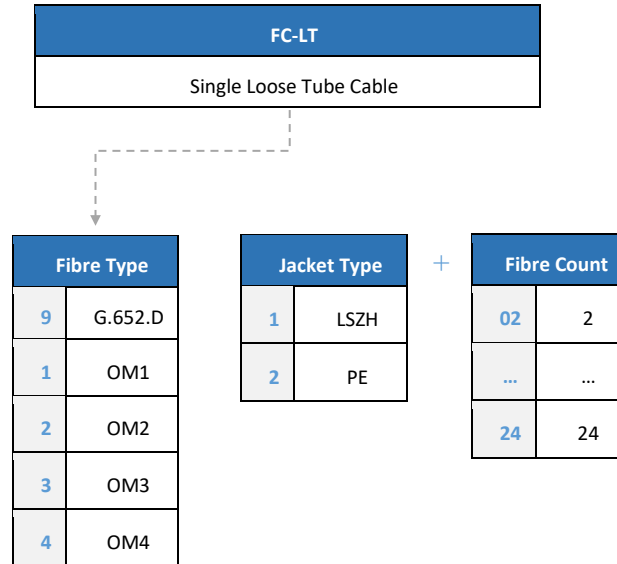 FC-LT
Single Loose Tube Cable
Fibre Type
9 G.652.D
1 OM1
2 OM2
3 OM3
4 OM4
Jacket Type
1 LSZH
2 PE
+
Fibre Count
02 2
... ...
24 24